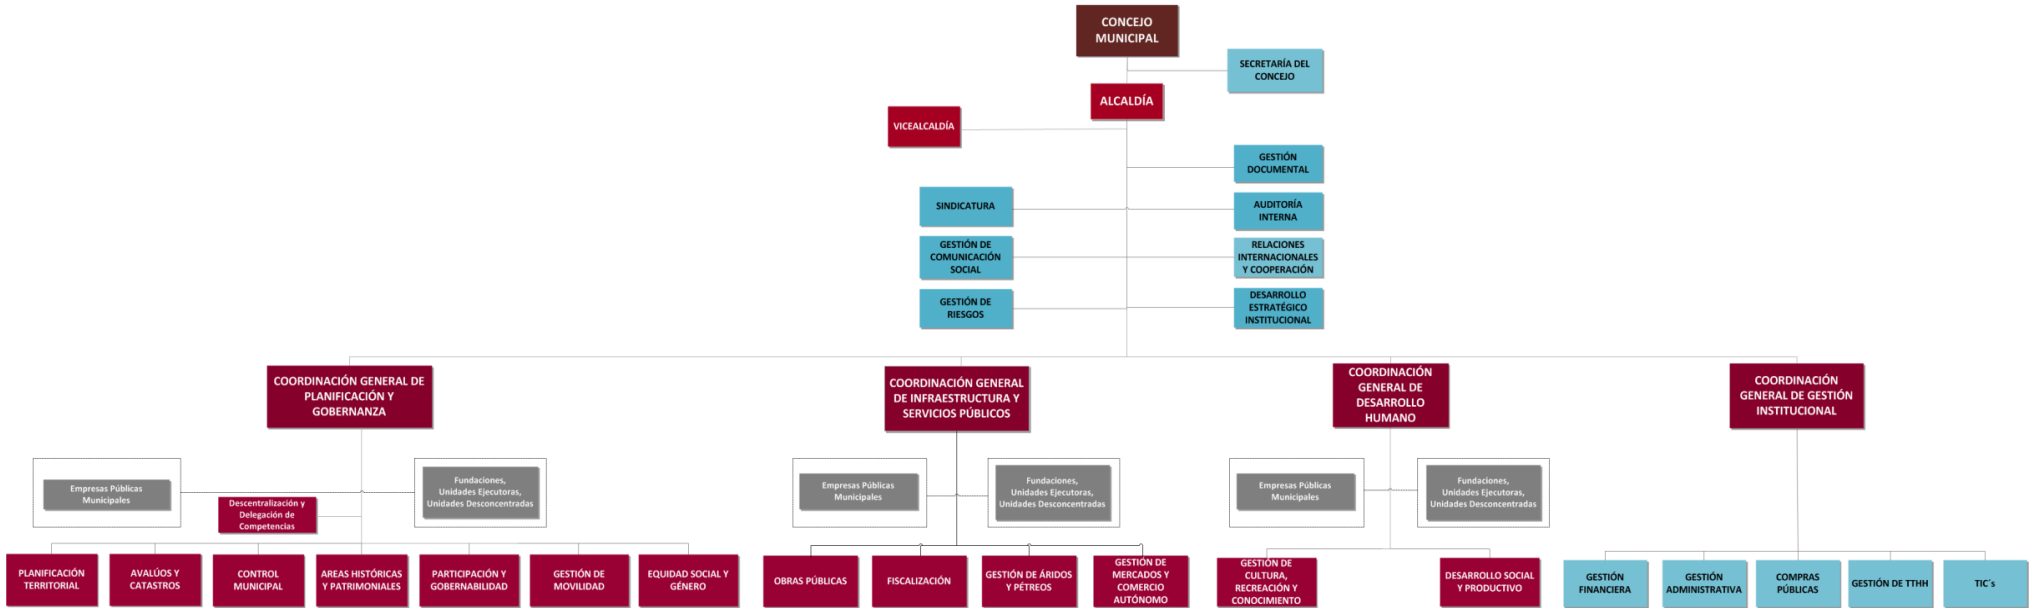 CONCEJO
MUNICIPAL
SECRETARÍA DEL
CONCEJO
ALCALDÍA
VICEALCALDÍA
GESTIÓN
DOCUMENTAL
SINDICATURA
AUDITORÍA
INTERNA
GESTIÓN DE
COMUNICACIÓN
SOCIAL
RELACIONES
INTERNACIONALES
Y COOPERACIÓN
GESTIÓN DE
RIESGOS
DESARROLLO
ESTRATÉGICO
INSTITUCIONAL
COORDINACIÓN GENERAL DE
PLANIFICACIÓN Y
GOBERNANZA
COORDINACIÓN GENERAL
DE INFRAESTRUCTURA Y
SERVICIOS PÚBLICOS
COORDINACIÓN
GENERAL DE
DESARROLLO
HUMANO
COORDINACIÓN
GENERAL DE GESTIÓN
INSTITUCIONAL
Empresas Públicas
Municipales
Fundaciones,
Unidades Ejecutoras,
Unidades Desconcentradas
Descentralización y
Delegación de
Competencias
Empresas Públicas
Municipales
Fundaciones,
Unidades Ejecutoras,
Unidades Desconcentradas
Empresas Públicas
Municipales
Fundaciones,
Unidades Ejecutoras,
Unidades Desconcentradas
PLANIFICACIÓN
TERRITORIAL
AVALÚOS Y
CATASTROS
CONTROL
MUNICIPAL
AREAS HISTÓRICAS
Y PATRIMONIALES
PARTICIPACIÓN Y
GOBERNABILIDAD
GESTIÓN DE
MOVILIDAD
EQUIDAD SOCIAL Y
GÉNERO
OBRAS PÚBLICAS
FISCALIZACIÓN
GESTIÓN DE ÁRIDOS
Y PÉTREOS
GESTIÓN DE
MERCADOS Y
COMERCIO
AUTÓNOMO
GESTIÓN DE
CULTURA,
RECREACIÓN Y
CONOCIMIENTO
DESARROLLO SOCIAL
Y PRODUCTIVO
GESTIÓN
FINANCIERA
GESTIÓN
ADMINISTRATIVA
COMPRAS
PÚBLICAS
GESTIÓN DE TTHH
TIC´s